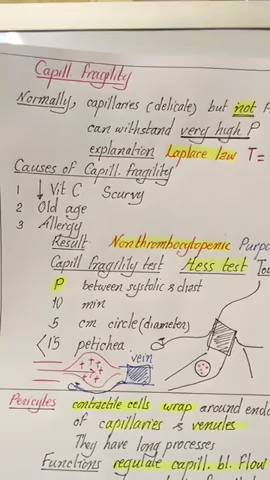 Capill. fragility
Normally, capillaries (delicate) but not
can withstand very high P
explanation Laplace law T =
Causes of Capill. fragility
1 ↓ Vit C Scurvy
2 Old age
3 Allergy
Result Nonthrombocytopenic Purpu
Capill fragility test Hess test Tou
P between systolic & diast
10 min
5 cm circle (diameter)
<15 petichea
vein
Pericytes contractile cells wrap around endo
of capillaries & venules
They have long processes
Functions regulate capill. bl. flow